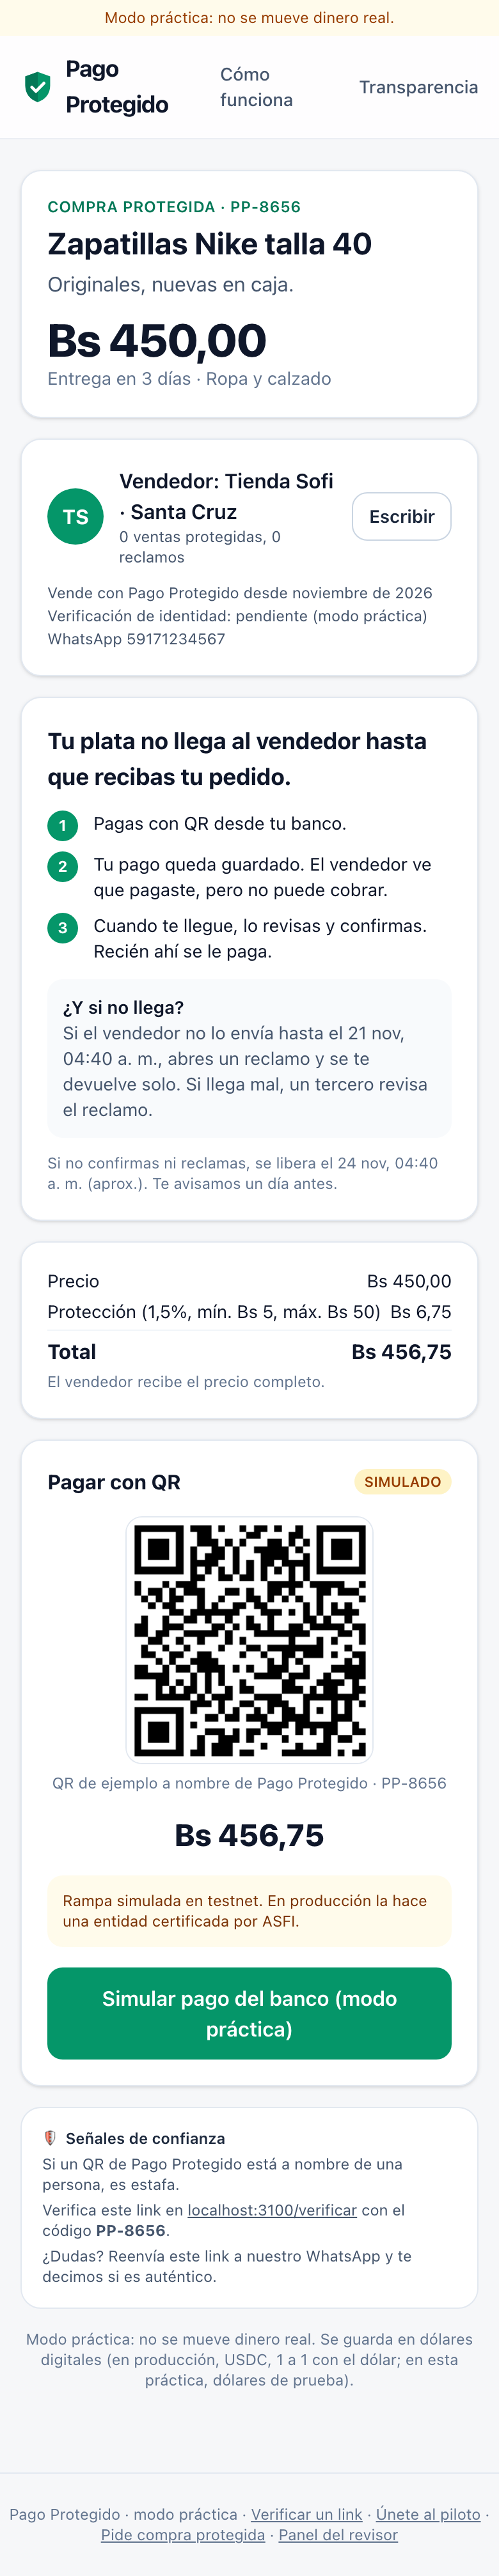 Modo práctica: no se mueve dinero real.
Pago
Protegido
Cómo
funciona
Transparencia
COMPRA PROTEGIDA · PP-8656
Zapatillas Nike talla 40
Originales, nuevas en caja.
Bs 450,00
Entrega en 3 días · Ropa y calzado
TS
Vendedor: Tienda Sofi
· Santa Cruz
0 ventas protegidas, 0
reclamos
Escribir
Vende con Pago Protegido desde noviembre de 2026
Verificación de identidad: pendiente (modo práctica)
WhatsApp 59171234567
Tu plata no llega al vendedor hasta
que recibas tu pedido.
1 Pagas con QR desde tu banco.
2 Tu pago queda guardado. El vendedor ve
que pagaste, pero no puede cobrar.
3 Cuando te llegue, lo revisas y confirmas.
Recién ahí se le paga.
¿Y si no llega?
Si el vendedor no lo envía hasta el 21 nov,
04:40 a. m., abres un reclamo y se te
devuelve solo. Si llega mal, un tercero revisa
el reclamo.
Si no confirmas ni reclamas, se libera el 24 nov, 04:40
a. m. (aprox.). Te avisamos un día antes.
Precio Bs 450,00
Protección (1,5%, mín. Bs 5, máx. Bs 50) Bs 6,75
Total Bs 456,75
El vendedor recibe el precio completo.
Pagar con QR
SIMULADO
QR de ejemplo a nombre de Pago Protegido · PP-8656
Bs 456,75
Rampa simulada en testnet. En producción la hace
una entidad certificada por ASFI.
Simular pago del banco (modo
práctica)
Señales de confianza
Si un QR de Pago Protegido está a nombre de una
persona, es estafa.
Verifica este link en localhost:3100/verificar con el
código PP-8656.
¿Dudas? Reenvía este link a nuestro WhatsApp y te
decimos si es auténtico.
Modo práctica: no se mueve dinero real. Se guarda en dólares
digitales (en producción, USDC, 1 a 1 con el dólar; en esta
práctica, dólares de prueba).
Pago Protegido · modo práctica · Verificar un link · Únete al piloto ·
Pide compra protegida · Panel del revisor